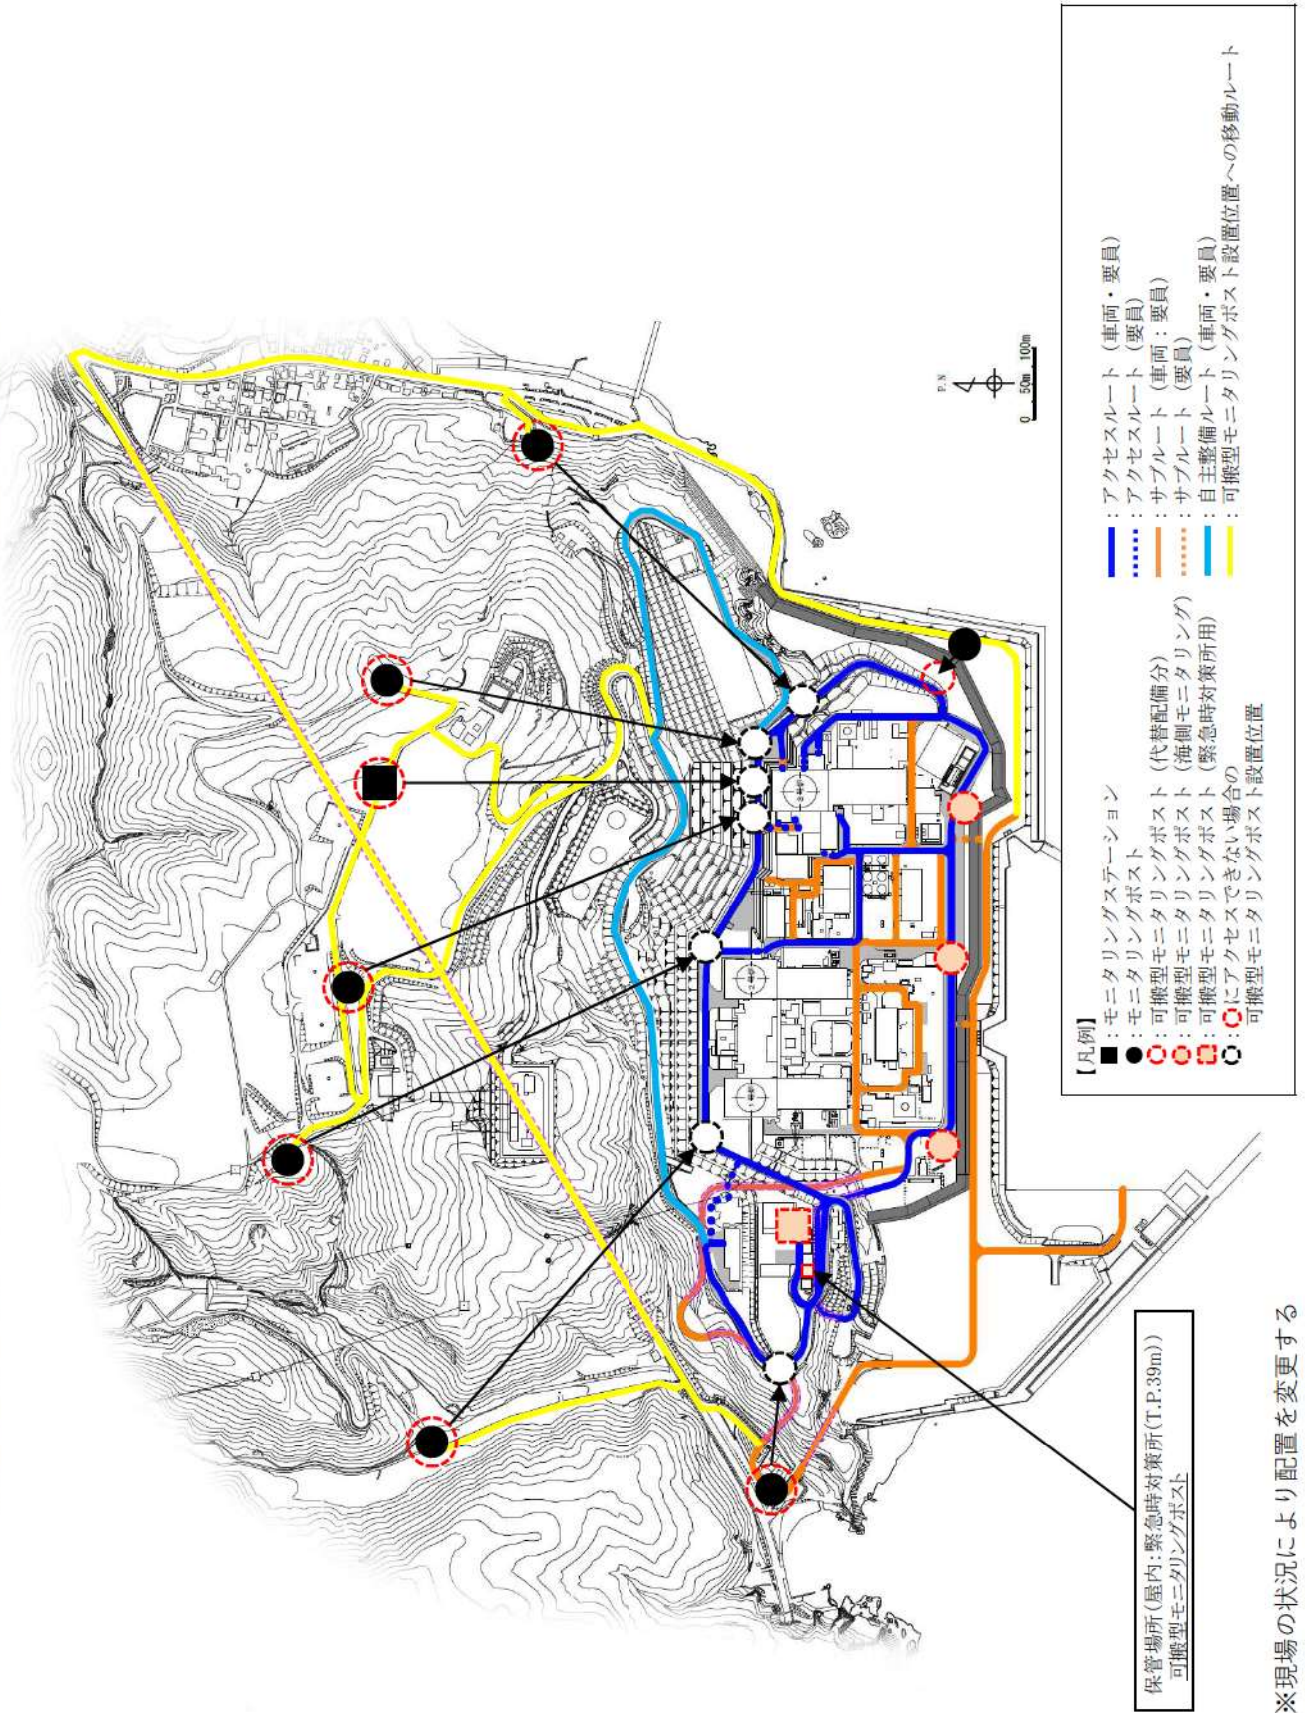 P.N
0 50m 100m
【凡例】
■：モニタリングステーション
●：モニタリングポスト
：可搬型モニタリングポスト（代替配備分）
：可搬型モニタリングポスト（海側モニタリング）
：可搬型モニタリングポスト（緊急時対策所用）
：○にアクセスできない場合の
可搬型モニタリングポスト設置位置
：アクセスルート（車両・要員）
：アクセスルート（要員）
：サブルート（車両：要員）
：サブルート（要員）
：自主整備ルート（車両・要員）
：可搬型モニタリングポスト設置位置への移動ルート
保管場所(屋内:緊急時対策所(T.P.39m))
可搬型モニタリングポスト
※現場の状況により配置を変更する